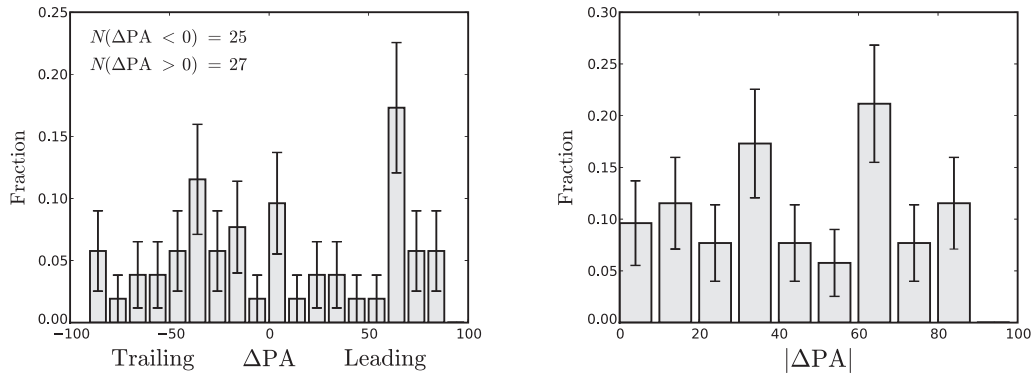 0.25
0.20
0.15
0.10
0.05
0.00
Fraction
N(ΔPA < 0) = 25
N(ΔPA > 0) = 27
−100 −50 0 50 100
Trailing ΔPA Leading
0.30
0.25
0.20
0.15
0.10
0.05
0.00
Fraction
0 20 40 60 80 100
|ΔPA|